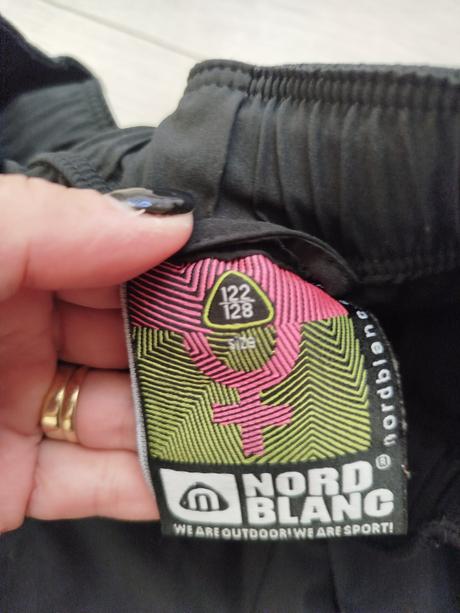 122
128
size
nordblanc
NORD®
BLANC
WE ARE OUTDOOR! WE ARE SPORT!